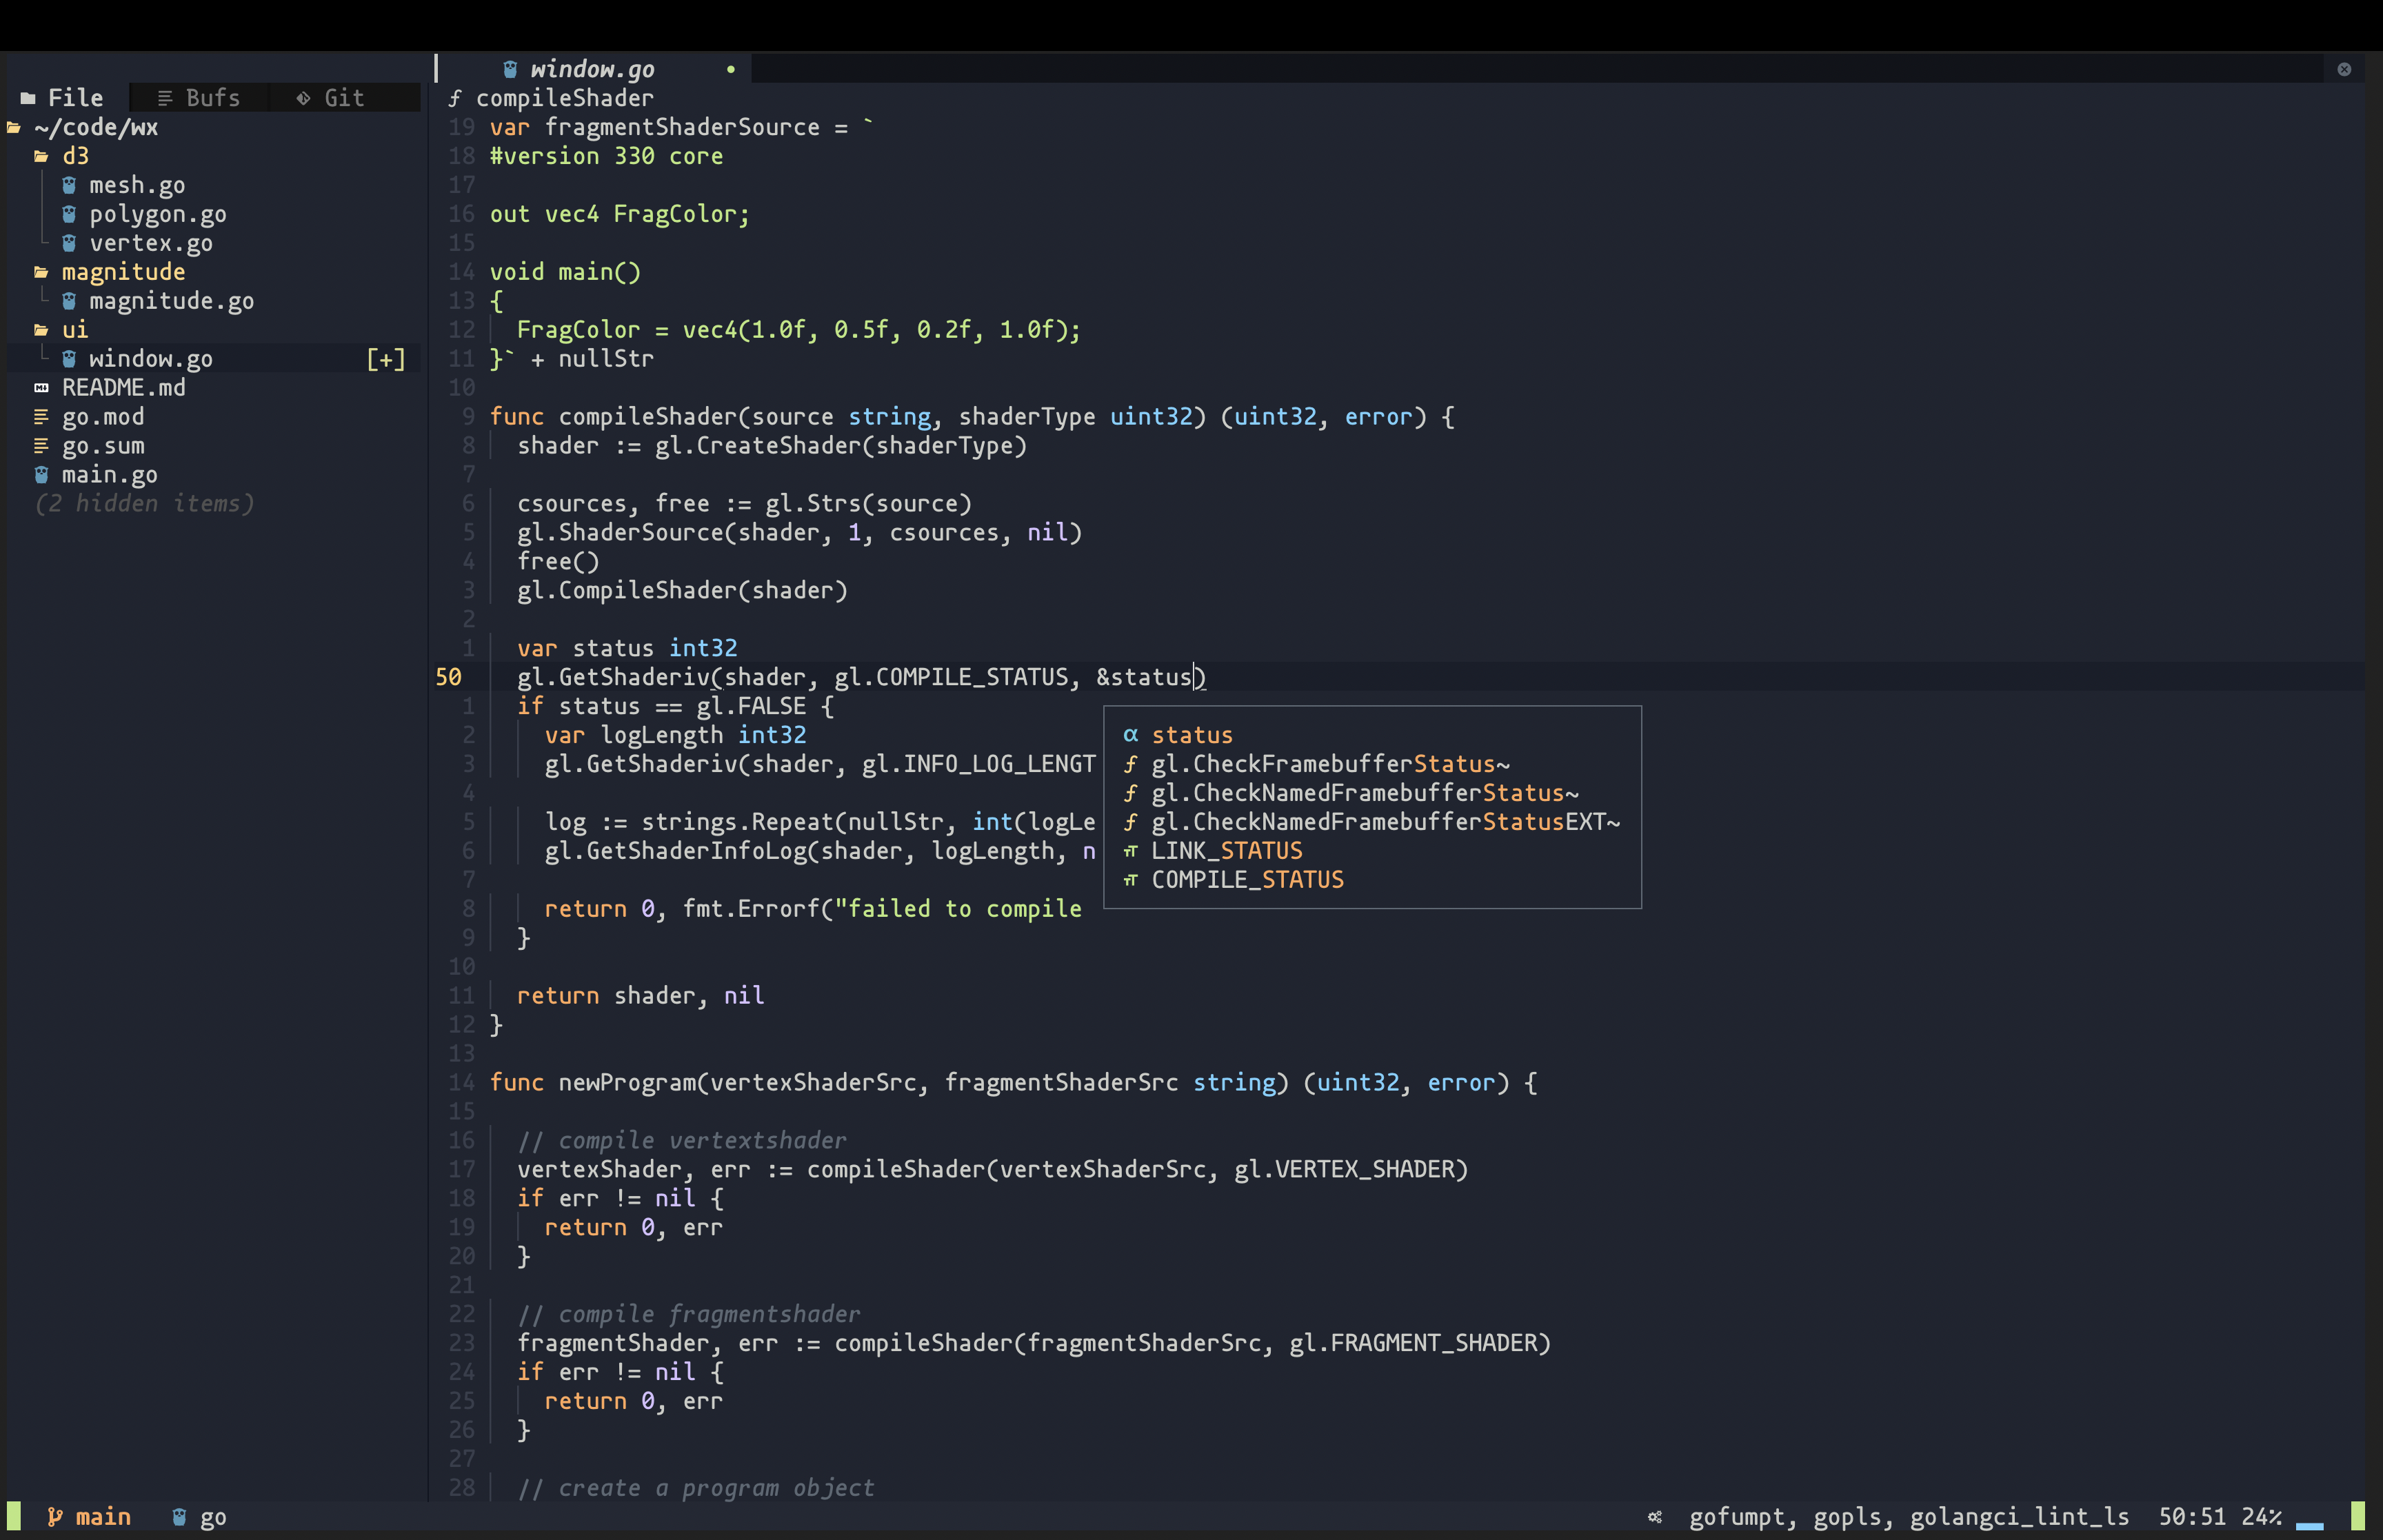 window.go
File Bufs Git
ƒ compileShader
~/code/wx
d3
mesh.go
polygon.go
vertex.go
magnitude
magnitude.go
ui
window.go [+]
README.md
go.mod
go.sum
main.go
(2 hidden items)
19 var fragmentShaderSource = `
18 #version 330 core
17
16 out vec4 FragColor;
15
14 void main()
13 {
12 FragColor = vec4(1.0f, 0.5f, 0.2f, 1.0f);
11 }` + nullStr
10
9 func compileShader(source string, shaderType uint32) (uint32, error) {
8 shader := gl.CreateShader(shaderType)
7
6 csources, free := gl.Strs(source)
5 gl.ShaderSource(shader, 1, csources, nil)
4 free()
3 gl.CompileShader(shader)
2
1 var status int32
50 gl.GetShaderiv(shader, gl.COMPILE_STATUS, &status)
1 if status == gl.FALSE {
2 var logLength int32
3 gl.GetShaderiv(shader, gl.INFO_LOG_LENGT
4
5 log := strings.Repeat(nullStr, int(logLe
6 gl.GetShaderInfoLog(shader, logLength, n
7
8 return 0, fmt.Errorf("failed to compile
9 }
10
11 return shader, nil
12 }
13
14 func newProgram(vertexShaderSrc, fragmentShaderSrc string) (uint32, error) {
15
16 // compile vertextshader
17 vertexShader, err := compileShader(vertexShaderSrc, gl.VERTEX_SHADER)
18 if err != nil {
19 return 0, err
20 }
21
22 // compile fragmentshader
23 fragmentShader, err := compileShader(fragmentShaderSrc, gl.FRAGMENT_SHADER)
24 if err != nil {
25 return 0, err
26 }
27
28 // create a program object
α status
ƒ gl.CheckFramebufferStatus~
ƒ gl.CheckNamedFramebufferStatus~
ƒ gl.CheckNamedFramebufferStatusEXT~
LINK_STATUS
COMPILE_STATUS
main go gofumpt, gopls, golangci_lint_ls 50:51 24%